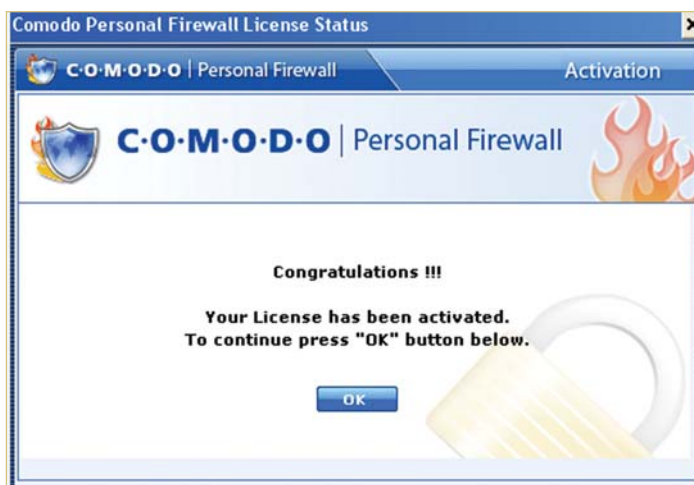 Comodo Personal Firewall License Status
C·O·M·O·D·O | Personal Firewall
Activation
C·O·M·O·D·O | Personal Firewall
Congratulations !!!
Your License has been activated.
To continue press "OK" button below.
OK